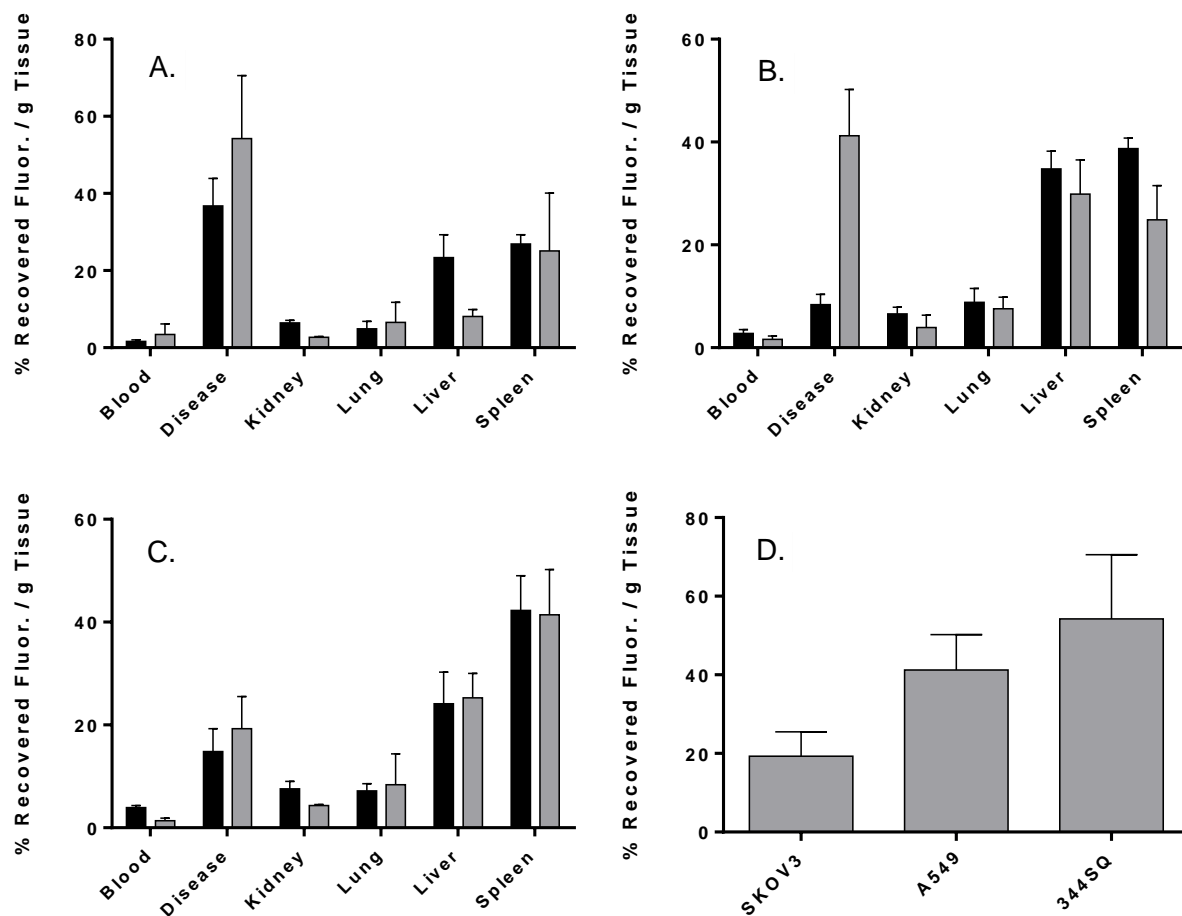 A.
% Recovered Fluor. / g Tissue
80
60
40
20
0
Blood
Disease
Kidney
Lung
Liver
Spleen
B.
% Recovered Fluor. / g Tissue
60
40
20
0
Blood
Disease
Kidney
Lung
Liver
Spleen
C.
% Recovered Fluor. / g Tissue
60
40
20
0
Blood
Disease
Kidney
Lung
Liver
Spleen
D.
% Recovered Fluor. / g Tissue
80
60
40
20
0
SKOV3
A549
344SQ